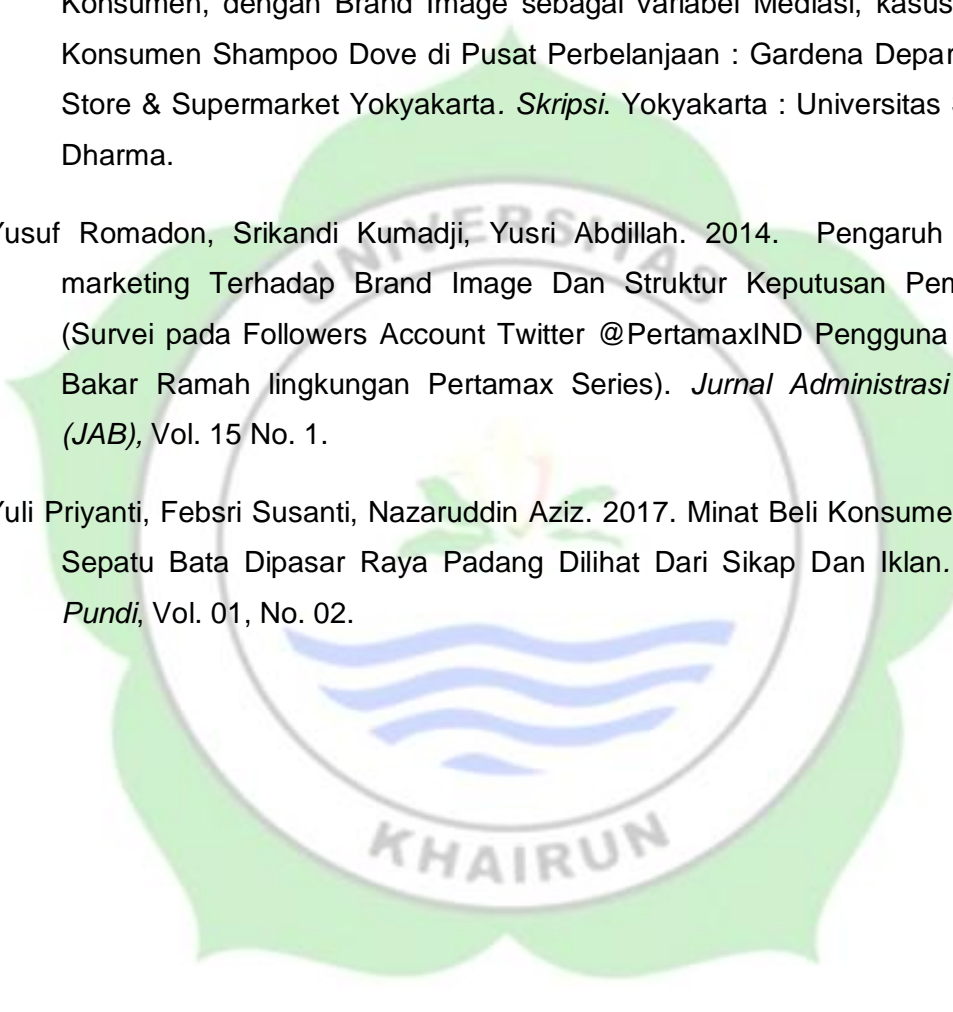 Konsumen, dengan Brand Image sebagai variabel Mediasi, kasus
Konsumen Shampoo Dove di Pusat Perbelanjaan : Gardena Depar
Store & Supermarket Yokyakarta. Skripsi. Yokyakarta : Universitas
Dharma.
Yusuf Romadon, Srikandi Kumadji, Yusri Abdillah. 2014. Pengaruh
marketing Terhadap Brand Image Dan Struktur Keputusan Pem
(Survei pada Followers Account Twitter @PertamaxIND Pengguna
Bakar Ramah lingkungan Pertamax Series). Jurnal Administrasi
(JAB), Vol. 15 No. 1.
Yuli Priyanti, Febsri Susanti, Nazaruddin Aziz. 2017. Minat Beli Konsume
Sepatu Bata Dipasar Raya Padang Dilihat Dari Sikap Dan Iklan.
Pundi, Vol. 01, No. 02.
UNIVERSITAS
KHAIRUN